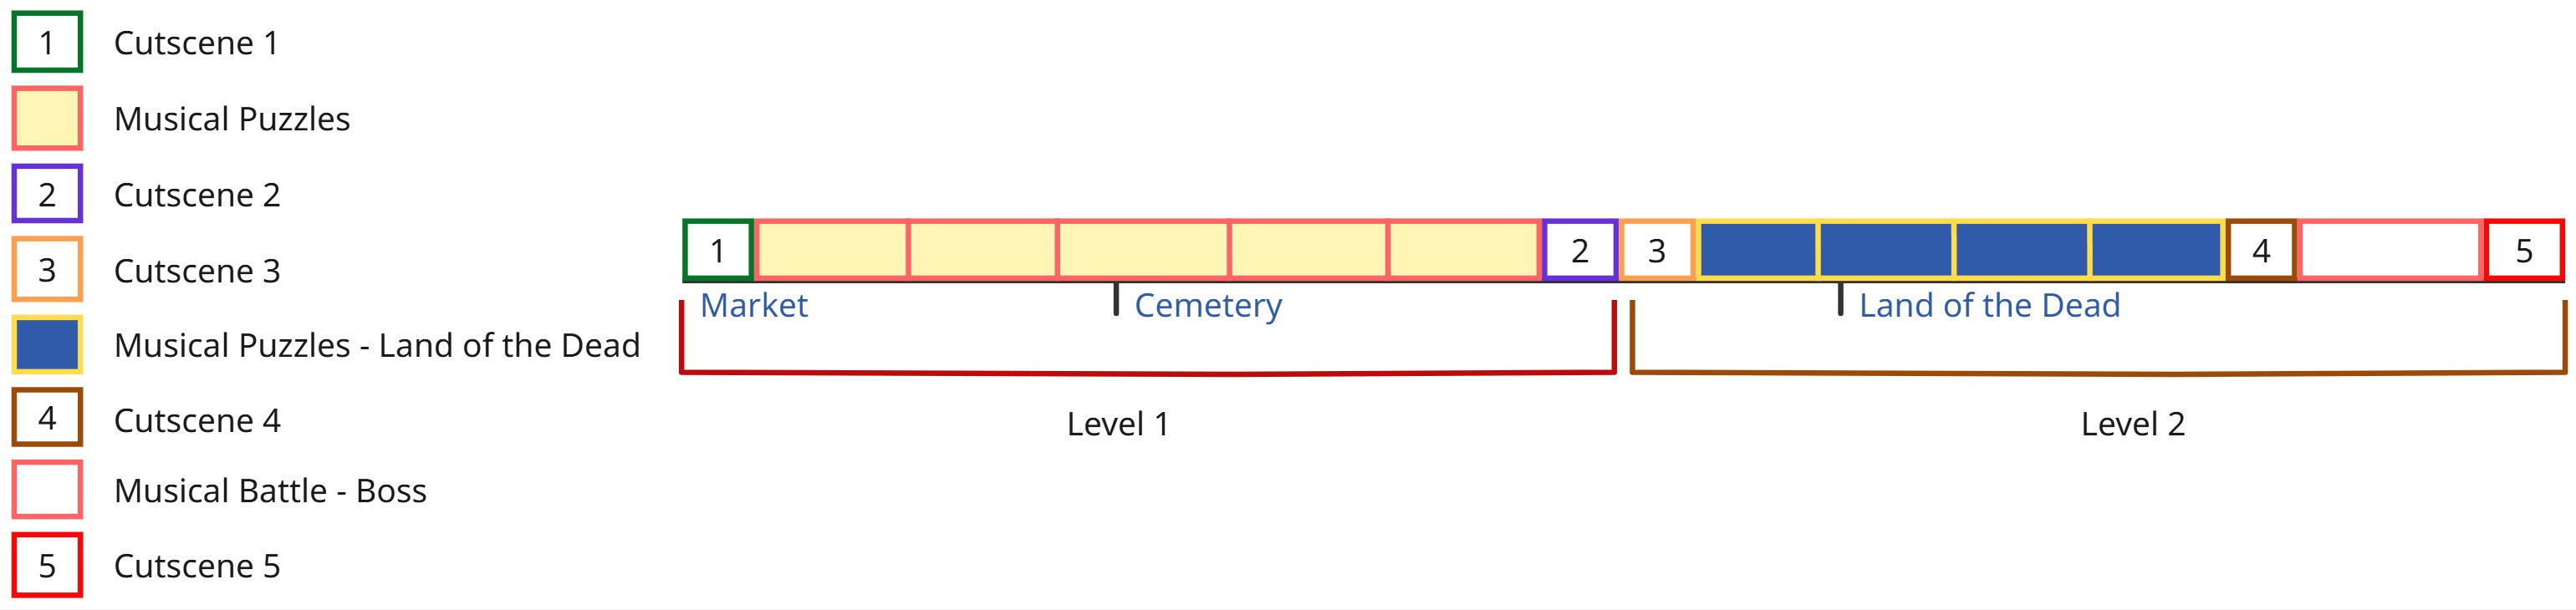 1 Cutscene 1
Musical Puzzles
2 Cutscene 2
3 Cutscene 3
Musical Puzzles - Land of the Dead
4 Cutscene 4
Musical Battle - Boss
5 Cutscene 5
1 2 3 4 5
Market Cemetery Land of the Dead
Level 1 Level 2